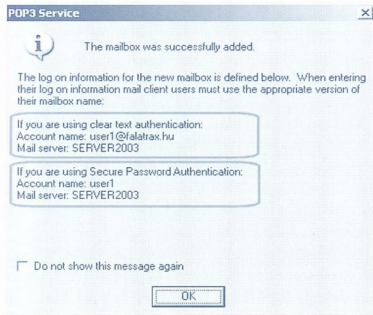 POP3 Service
The mailbox was successfully added.
The log on information for the new mailbox is defined below. When entering
their log on information mail client users must use the appropriate version of
their mailbox name:
If you are using clear text authentication:
Account name: user1@falatrax.hu
Mail server: SERVER2003
If you are using Secure Password Authentication:
Account name: user1
Mail server: SERVER2003
Do not show this message again
OK